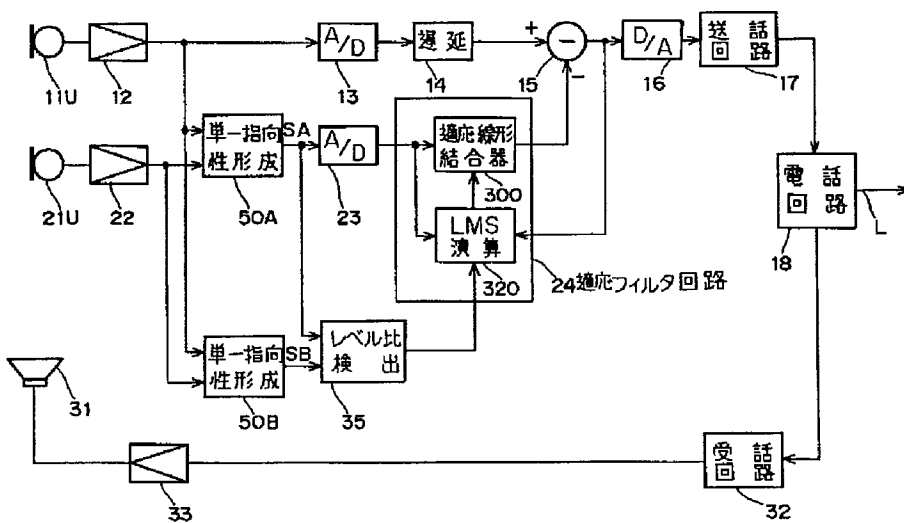 11U
12
A/D
13
遅延
14
+
−
15
−
D/A
16
送話
回路
17
21U
22
単一指向
性形成
50A
SA
A/D
23
適応線形
結合器
300
LMS
演算
320
24適応フィルタ回路
電話
回路
18
L
単一指向
性形成
50B
SB
レベル比
検出
35
31
33
受話
回路
32